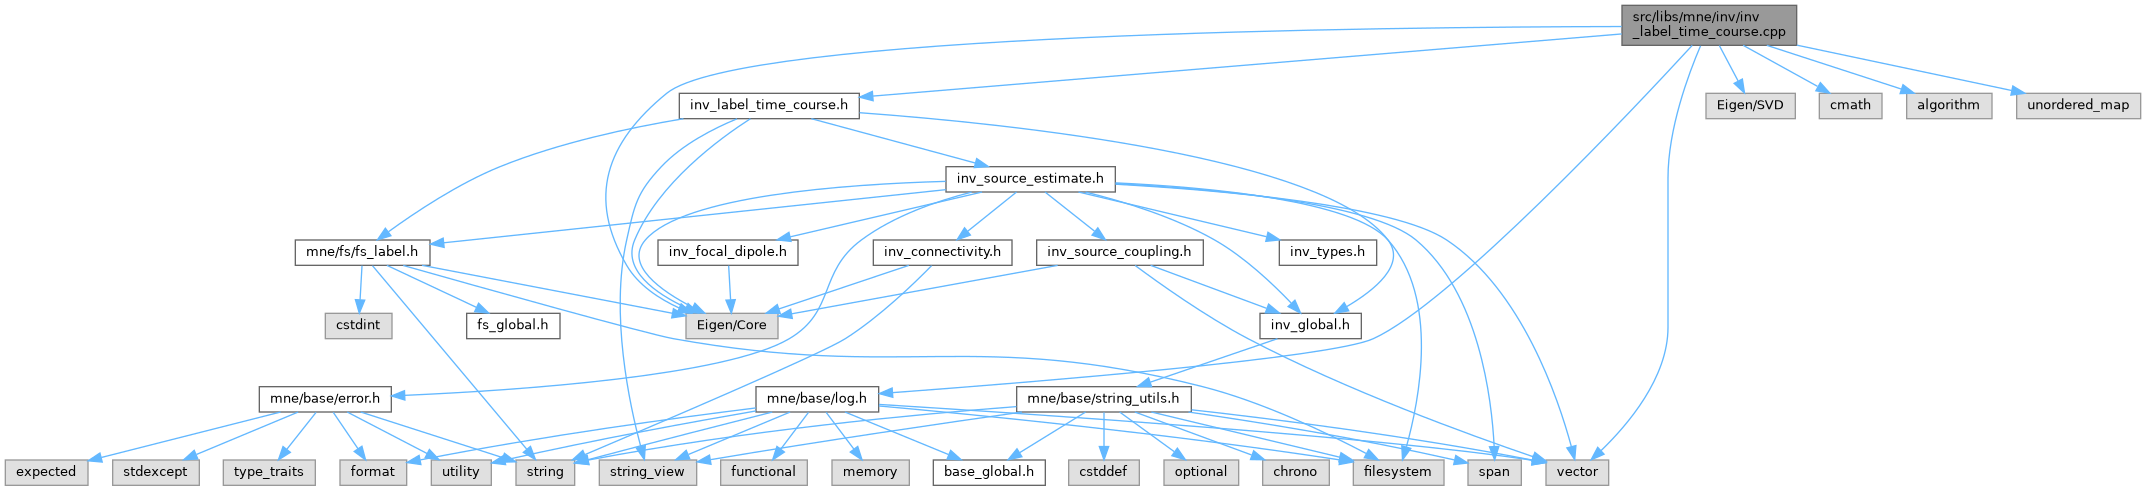 src/libs/mne/inv/inv
_label_time_course.cpp
inv_label_time_course.h
Eigen/SVD
cmath
algorithm
unordered_map
inv_source_estimate.h
mne/fs/fs_label.h
inv_focal_dipole.h
inv_connectivity.h
inv_source_coupling.h
inv_types.h
cstdint
fs_global.h
Eigen/Core
inv_global.h
mne/base/error.h
mne/base/log.h
mne/base/string_utils.h
expected
stdexcept
type_traits
format
utility
string
string_view
functional
memory
base_global.h
cstddef
optional
chrono
filesystem
span
vector